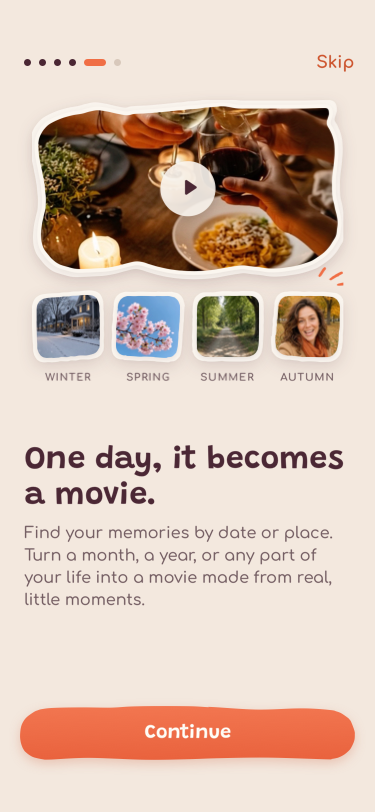 Skip
WINTER
SPRING
SUMMER
AUTUMN
One day, it becomes
a movie.
Find your memories by date or place.
Turn a month, a year, or any part of
your life into a movie made from real,
little moments.
Continue